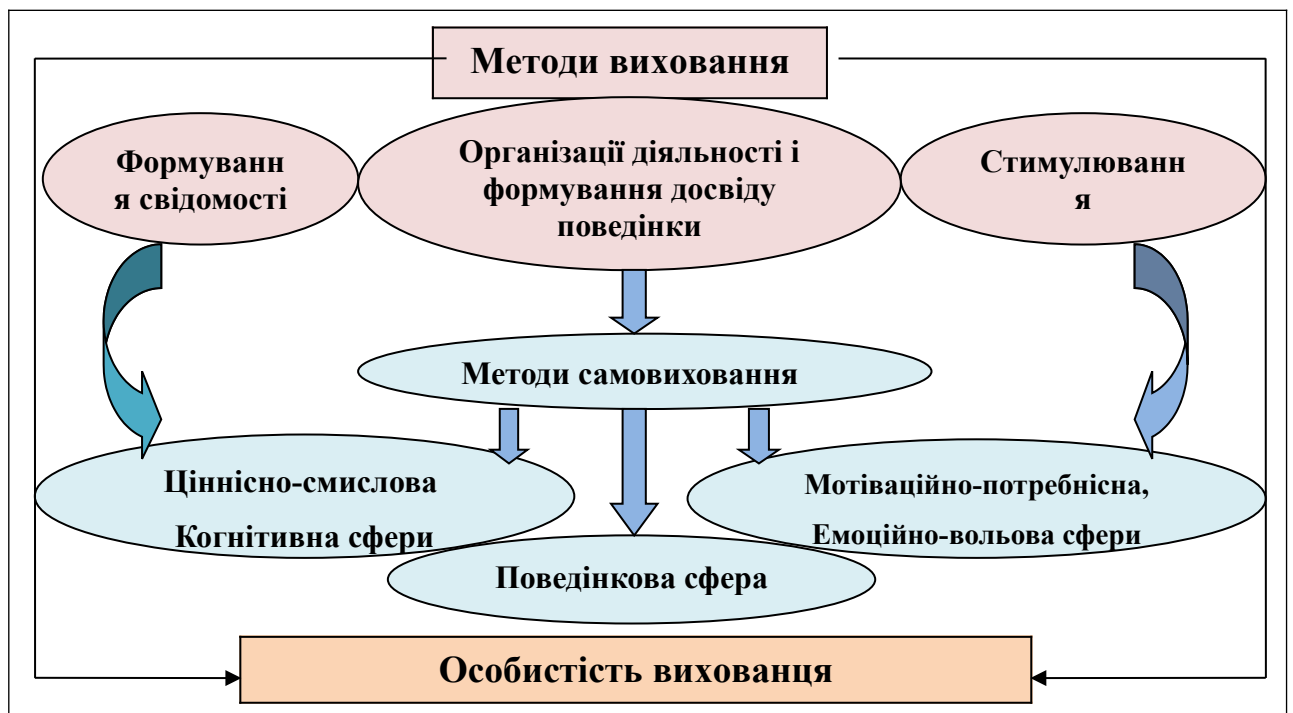 Методи виховання
Формуванн
я свідомості
Організації діяльності і
формування досвіду
поведінки
Стимулюванн
я
Методи самовиховання
Ціннісно-смислова
Когнітивна сфери
Мотіваційно-потребнісна,
Емоційно-вольова сфери
Поведінкова сфера
Особистість вихованця